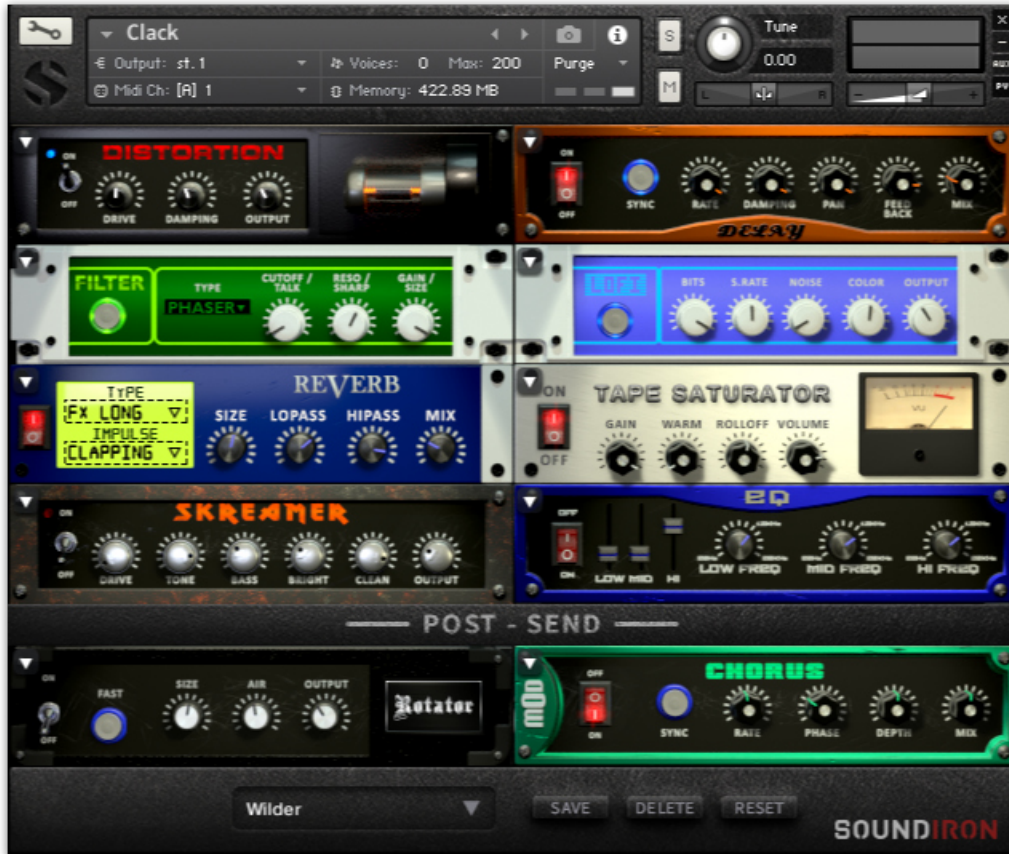 Clack
Output: st.1
Voices: 0 Max: 200
Purge
Midi Ch: [A] 1
Memory: 422.89 MB
S
M
Tune
0.00
L R
- +
×
-
AUX
PV
DISTORTION
ON
OFF
DRIVE DAMPING OUTPUT
ON
OFF
SYNC RATE DAMPING PAN FEED BACK MIX
DELAY
FILTER
TYPE
PHASER
CUTOFF / TALK
RESO / SHARP
GAIN / SIZE
LOFI
BITS S.RATE NOISE COLOR OUTPUT
TYPE
FX LONG
IMPULSE
CLAPPING
REVERB
SIZE LOPASS HIPASS MIX
ON
OFF
TAPE SATURATOR
GAIN WARM ROLLOFF VOLUME
VU
SKREAMER
ON
OFF
DRIVE TONE BASS BRIGHT CLEAN OUTPUT
EQ
OFF
ON
LOW MID HI
LOW FREQ MID FREQ HI FREQ
POST - SEND
ON
OFF
FAST
SIZE AIR OUTPUT
Rotator
MOD
CHORUS
OFF
ON
SYNC RATE PHASE DEPTH MIX
Wilder
SAVE DELETE RESET
SOUNDIRON